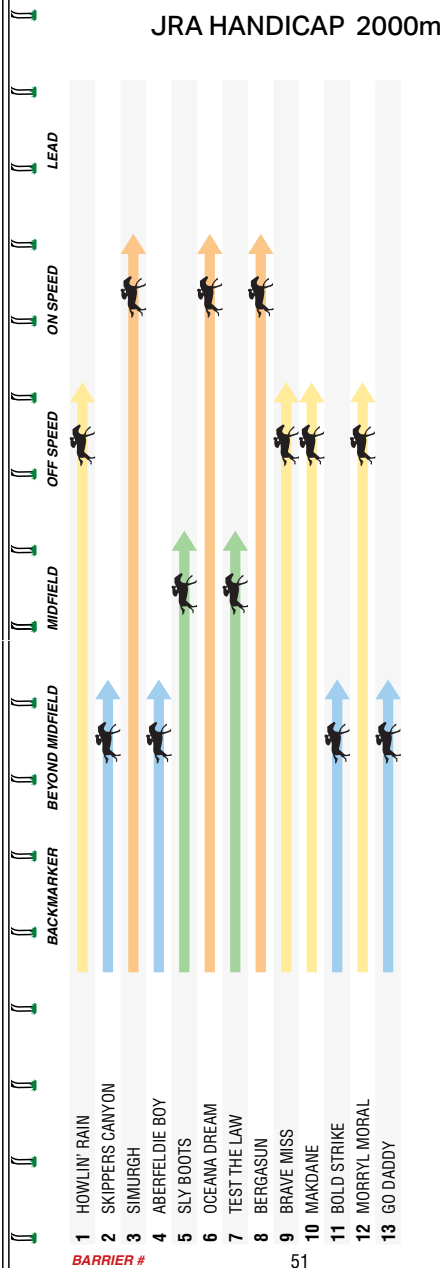 JRA HANDICAP 2000m
LEAD
ON SPEED
OFF SPEED
MIDFIELD
BEYOND MIDFIELD
BACKMARKER
1 HOWLIN' RAIN
2 SKIPPERS CANYON
3 SIMURGH
4 ABERFELDIE BOY
5 SLY BOOTS
6 OCEANA DREAM
7 TEST THE LAW
8 BERGASUN
9 BRAVE MISS
10 MAKDANE
11 BOLD STRIKE
12 MORRYL MORAL
13 GO DADDY
BARRIER #
51